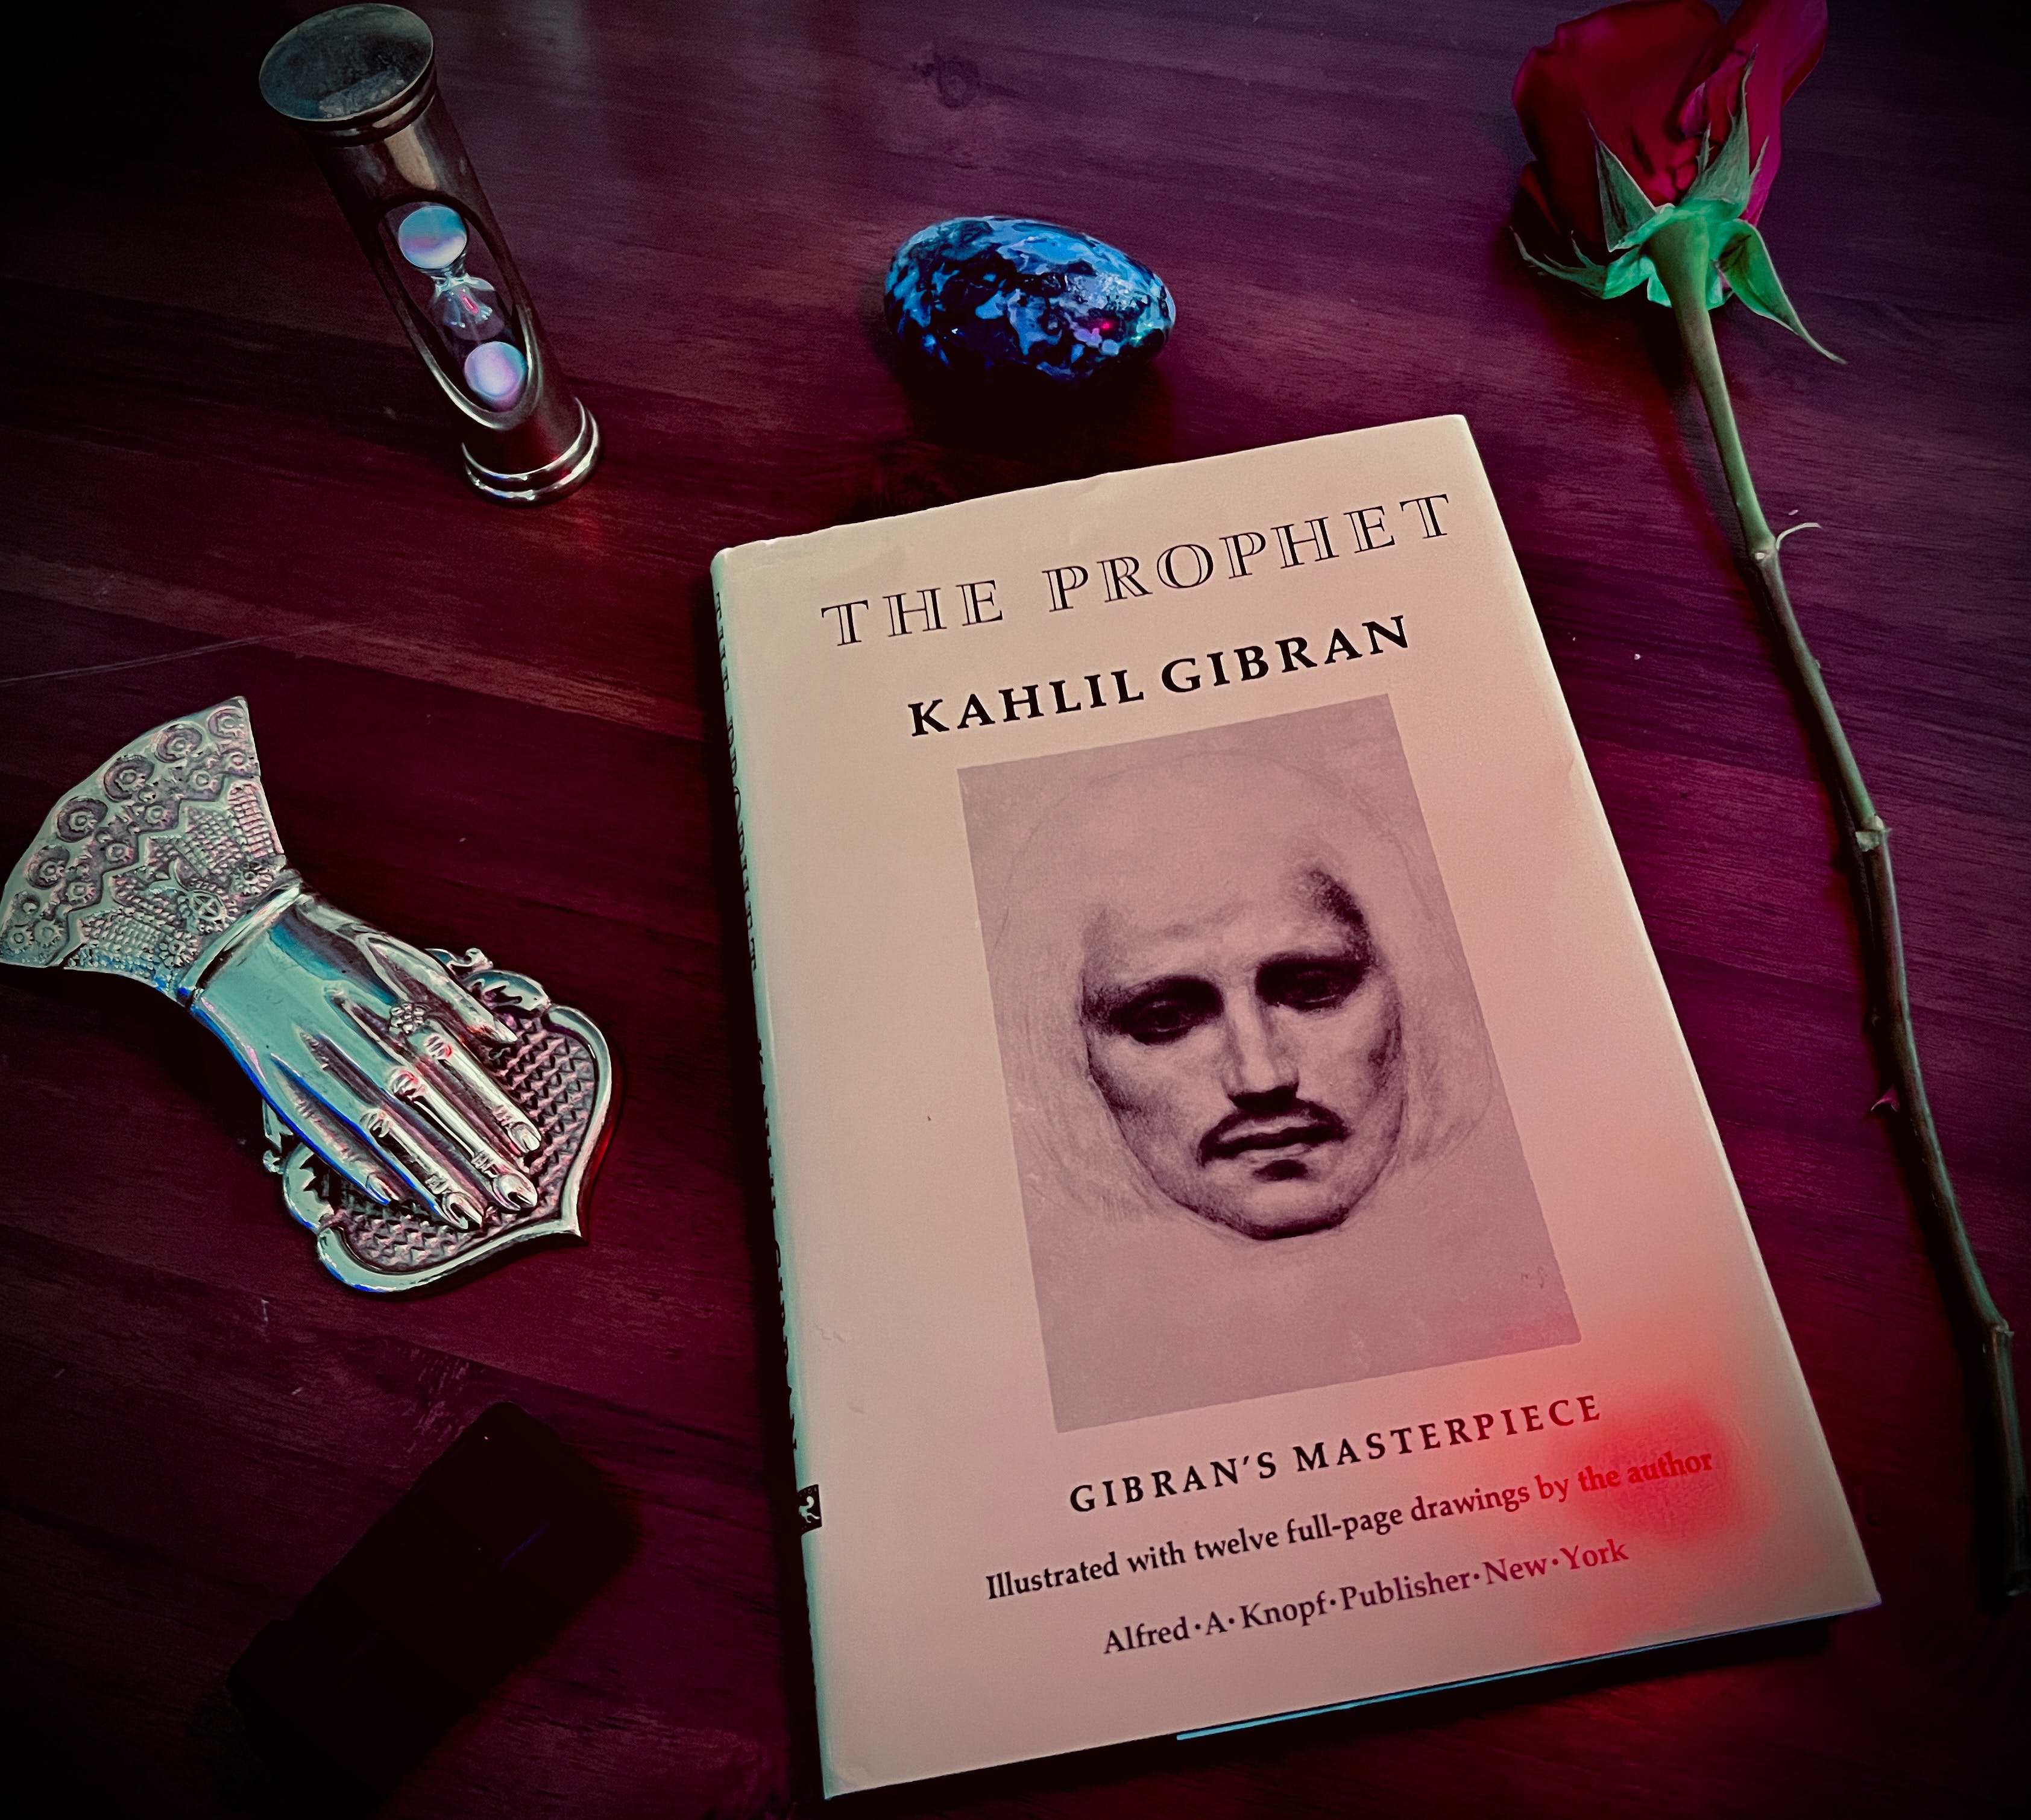 THE PROPHET
KAHLIL GIBRAN
GIBRAN'S MASTERPIECE
Illustrated with twelve full-page drawings by the author
Alfred·A·Knopf·Publisher·New·York